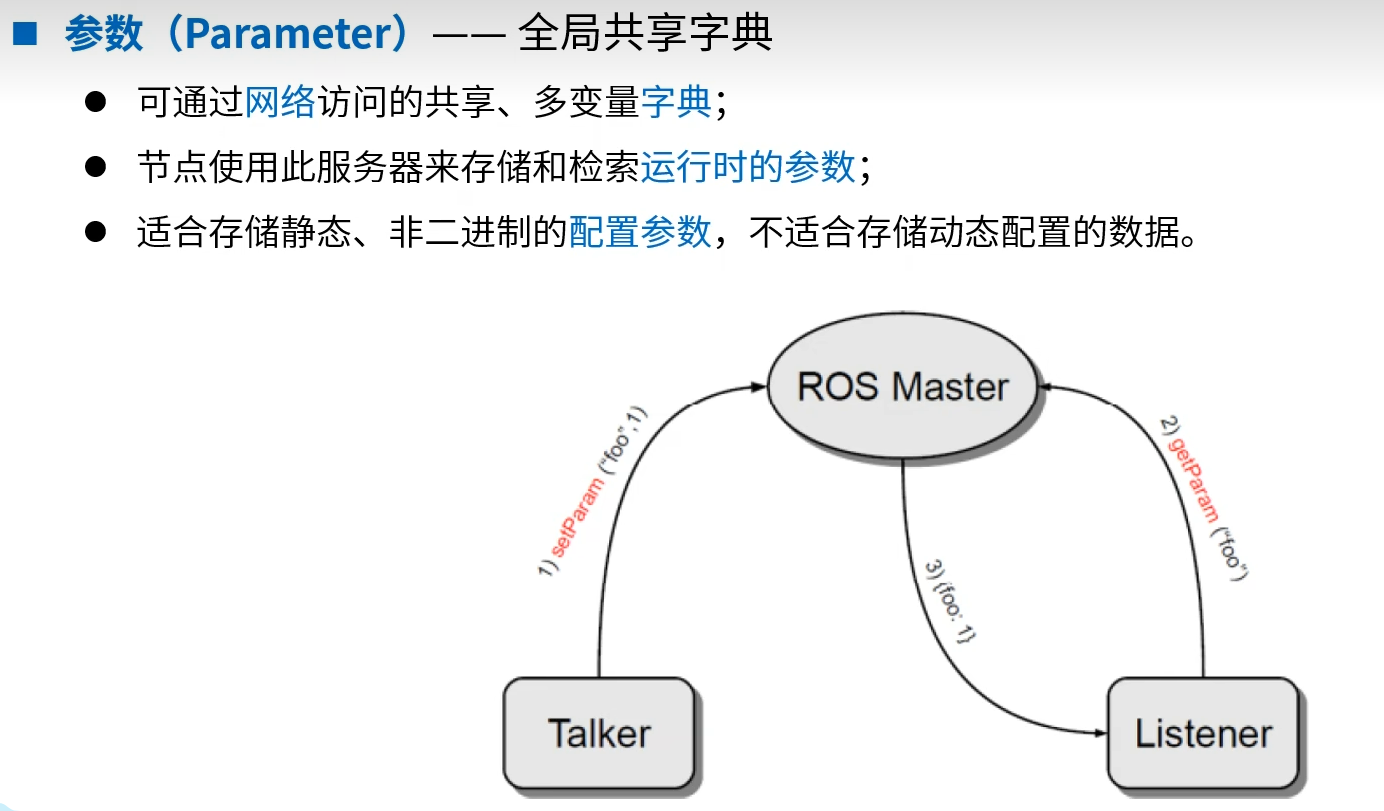 参数（Parameter）—— 全局共享字典
可通过网络访问的共享、多变量字典；
节点使用此服务器来存储和检索运行时的参数；
适合存储静态、非二进制的配置参数，不适合存储动态配置的数据。
ROS Master
1) setParam (“foo”,1)
2) getParam (“foo”)
3) {foo: 1}
Talker
Listener